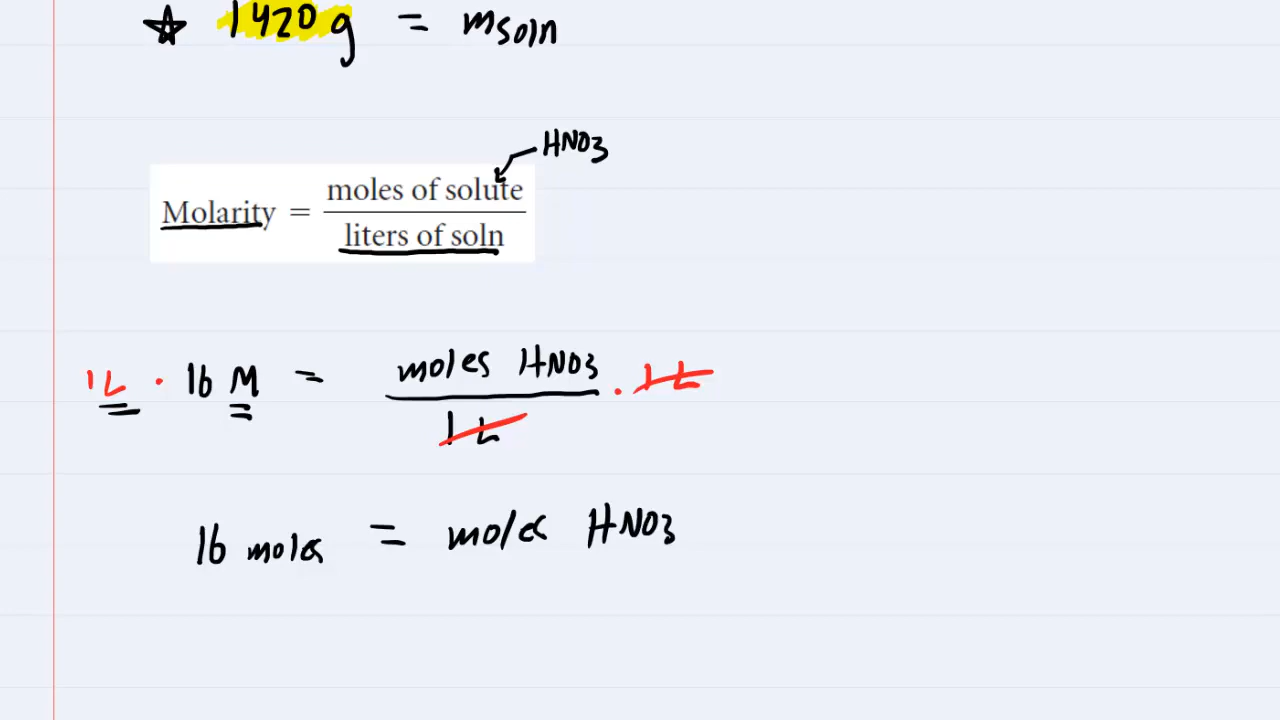 ☆ 1420 g = msoln
HNO3
Molarity = moles of solute / liters of soln
1L · 16 M = moles HNO3 / 1L · 1L
16 moles = moles HNO3